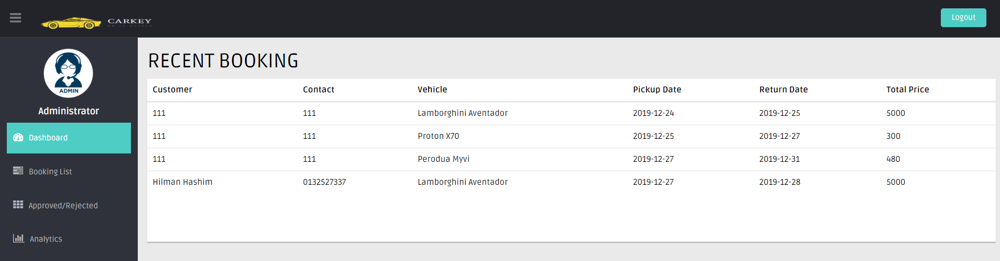 CARKEY
Logout
ADMIN
Administrator
Dashboard
Booking List
Approved/Rejected
Analytics
RECENT BOOKING
Customer Contact Vehicle Pickup Date Return Date Total Price
111 111 Lamborghini Aventador 2019-12-24 2019-12-25 5000
111 111 Proton X70 2019-12-25 2019-12-27 300
111 111 Perodua Myvi 2019-12-27 2019-12-31 480
Hilman Hashim 0132527337 Lamborghini Aventador 2019-12-27 2019-12-28 5000